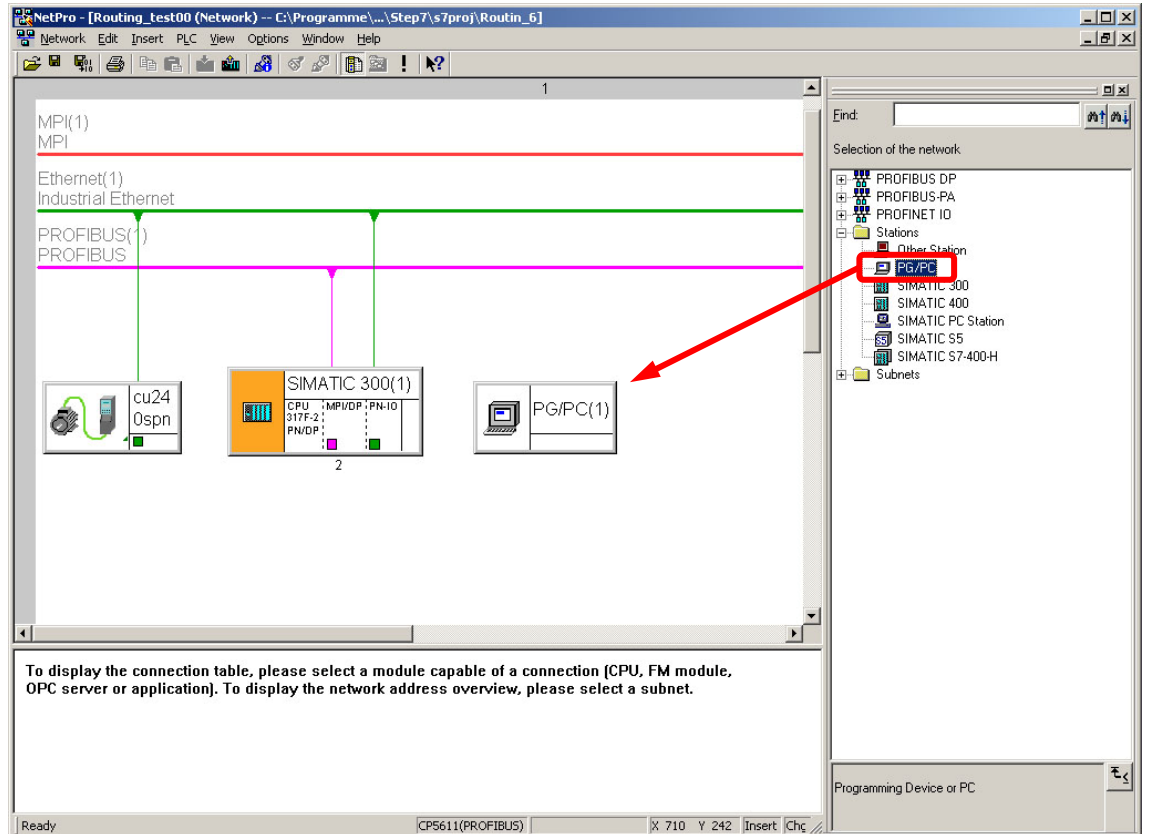 NetPro - [Routing_test00 (Network) -- C:\Programme\...\Step7\s7proj\Routin_6]
Network Edit Insert PLC View Options Window Help
1
MPI(1)
MPI
Ethernet(1)
Industrial Ethernet
PROFIBUS(1)
PROFIBUS
cu24
0spn
SIMATIC 300(1)
CPU
317F-2
PN/DP
MPI/DP
PN-IO
2
PG/PC(1)
Find:
Selection of the network
PROFIBUS DP
PROFIBUS-PA
PROFINET IO
Stations
Other Station
PG/PC
SIMATIC 300
SIMATIC 400
SIMATIC PC Station
SIMATIC S5
SIMATIC S7-400-H
Subnets
To display the connection table, please select a module capable of a connection (CPU, FM module,
OPC server or application). To display the network address overview, please select a subnet.
Programming Device or PC
Ready
CP5611(PROFIBUS)
X 710 Y 242
Insert
Chg